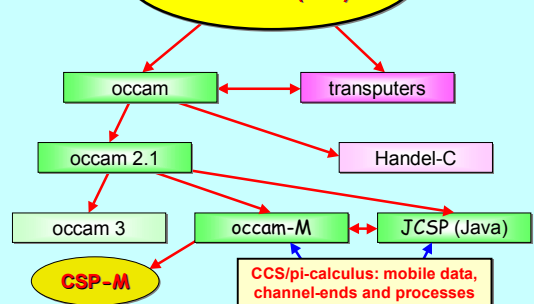 occam
transputers
occam 2.1
Handel-C
occam 3
occam-M
JCSP (Java)
CSP-M
CCS/pi-calculus: mobile data,
channel-ends and processes